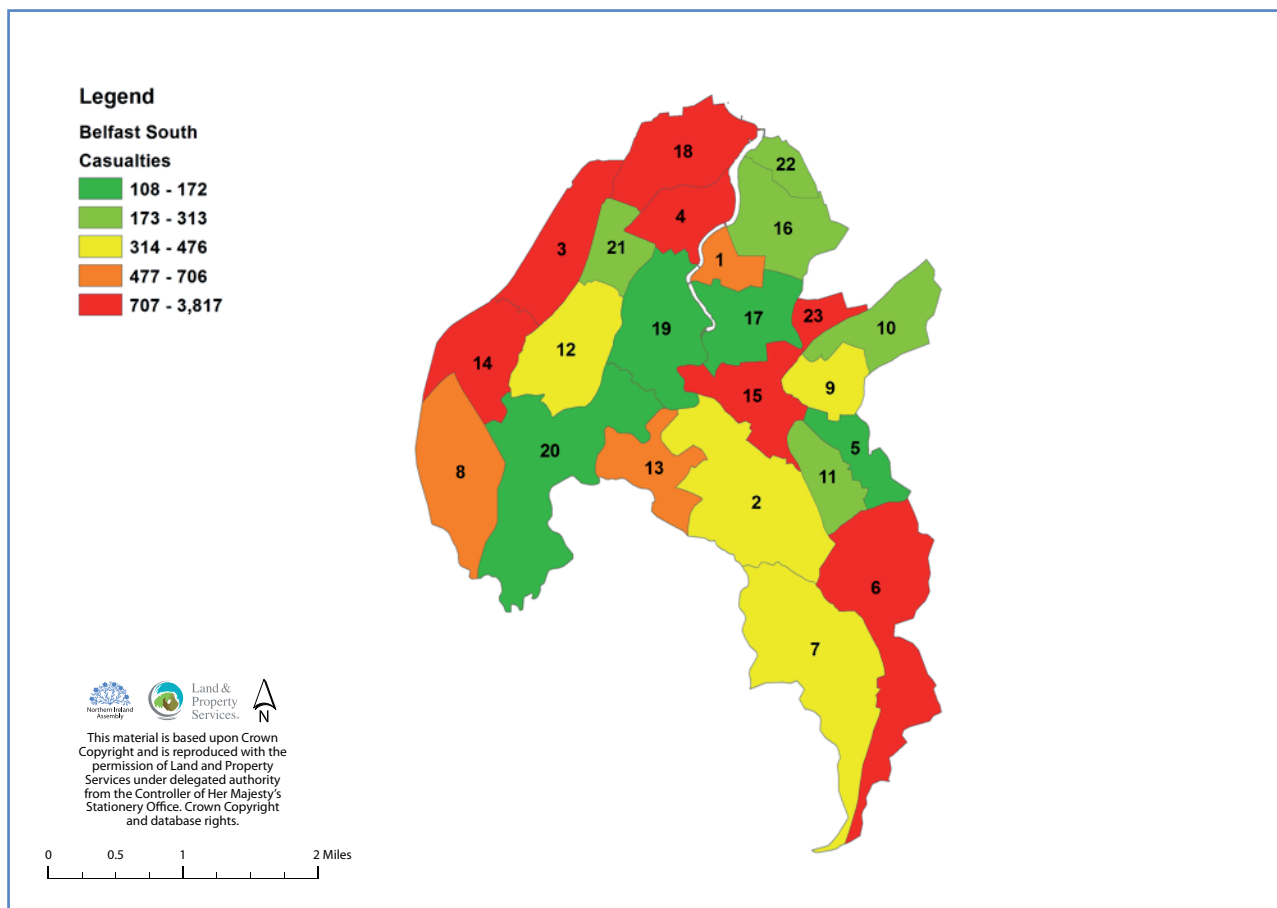 Legend
Belfast South
Casualties
108 - 172
173 - 313
314 - 476
477 - 706
707 - 3,817
18
22
4
16
3
21
1
19
17
23
10
12
14
15
9
20
13
5
8
11
2
6
7
Northern Ireland
Assembly
Land &
Property
Services.
N
This material is based upon Crown
Copyright and is reproduced with the
permission of Land and Property
Services under delegated authority
from the Controller of Her Majesty's
Stationery Office. Crown Copyright
and database rights.
0 0.5 1 2 Miles